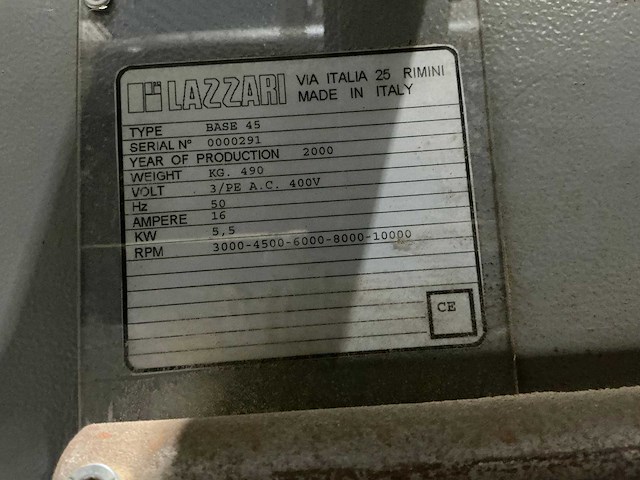 LAZZARI VIA ITALIA 25 RIMINI
MADE IN ITALY
TYPE BASE 45
SERIAL N° 0000291
YEAR OF PRODUCTION 2000
WEIGHT KG. 490
VOLT 3/PE A.C. 400V
Hz 50
AMPERE 16
KW 5,5
RPM 3000-4500-6000-8000-10000
CE